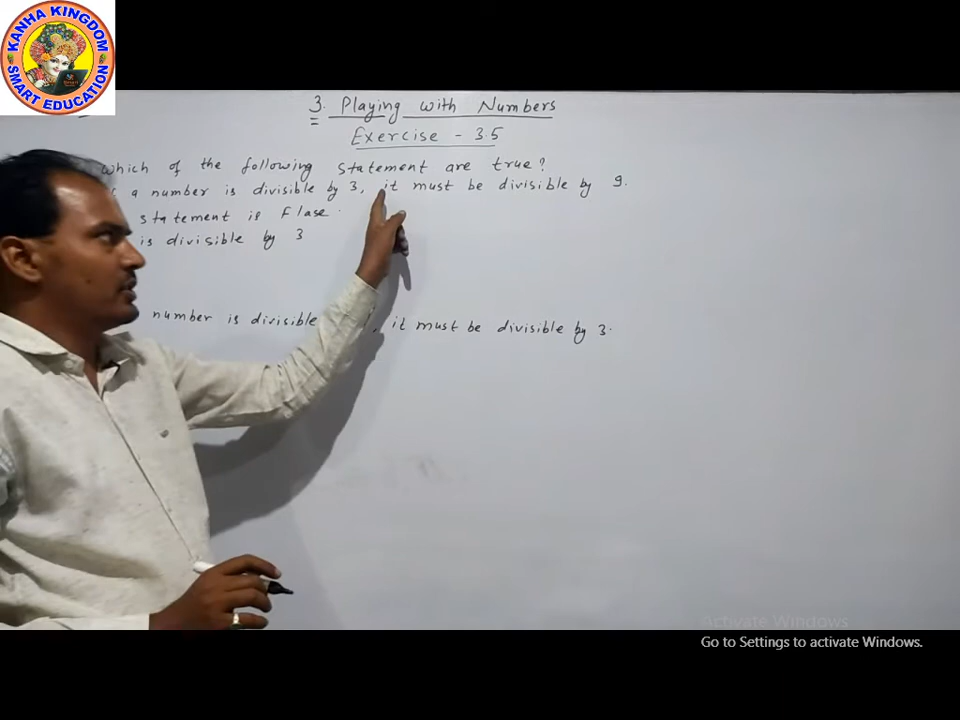 KANHA KINGDOM
SMART EDUCATION
3. Playing with Numbers
Exercise - 3.5
which of the following statement are true?
a number is divisible by 3, it must be divisible by 9.
statement is Flase.
is divisible by 3
number is divisible, it must be divisible by 3.
Activate Windows
Go to Settings to activate Windows.